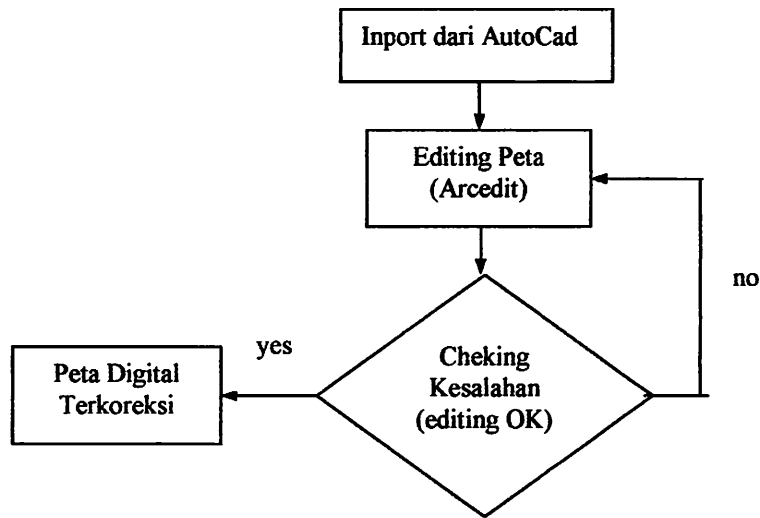 Inport dari AutoCad
Editing Peta
(Arcedit)
no
yes
Cheking
Kesalahan
(editing OK)
Peta Digital
Terkoreksi